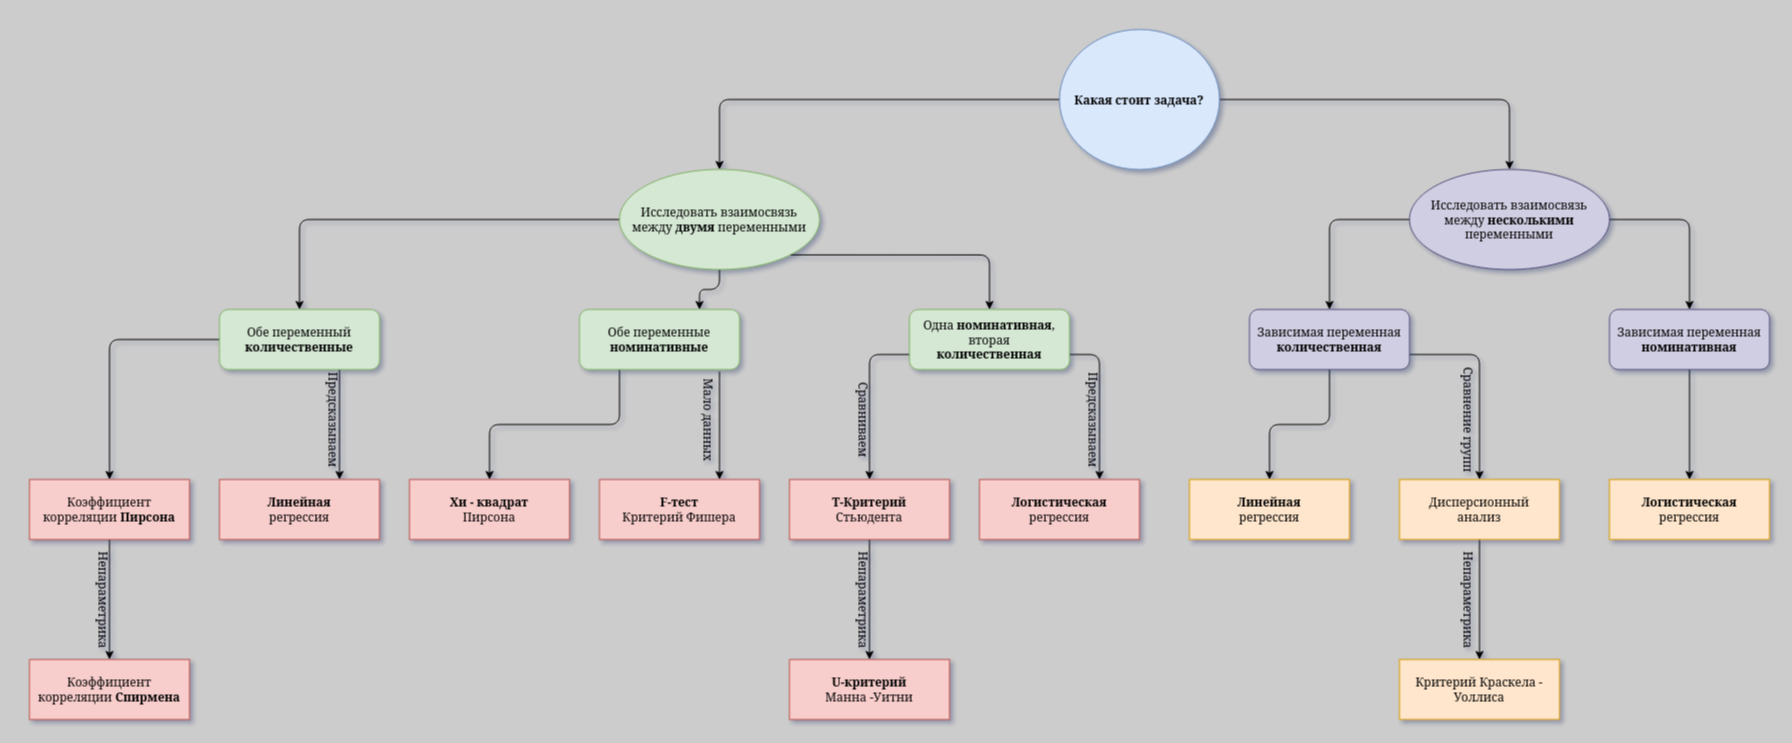 Какая стоит задача?
Исследовать взаимосвязь
между двумя переменными
Исследовать взаимосвязь
между несколькими
переменными
Обе переменный
количественные
Обе переменные
номинативные
Одна номинативная,
вторая
количественная
Зависимая переменная
количественная
Зависимая переменная
номинативная
Предсказываем
Мало данных
Сравниваем
Предсказываем
Сравнение групп
Коэффициент
корреляции Пирсона
Линейная
регрессия
Хи - квадрат
Пирсона
F-тест
Критерий Фишера
Т-Критерий
Стьюдента
Логистическая
регрессия
Линейная
регрессия
Дисперсионный
анализ
Логистическая
регрессия
Непараметрика
Непараметрика
Непараметрика
Коэффициент
корреляции Спирмена
U-критерий
Манна -Уитни
Критерий Краскела -
Уоллиса